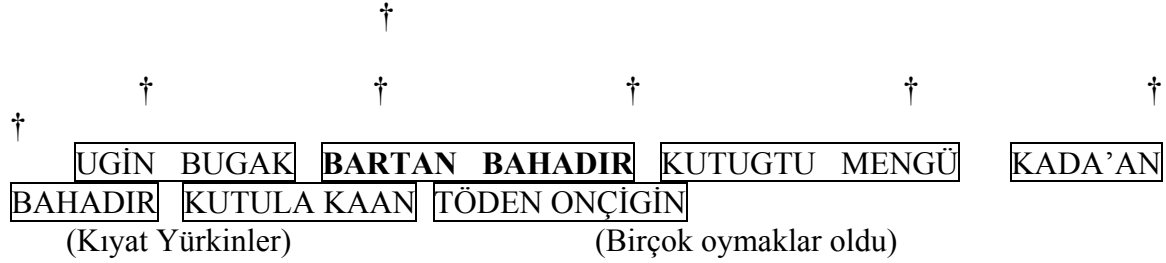 †
† † † † †
†
UGİN BUGAK BARTAN BAHADIR KUTUGTU MENGÜ KADA’AN
BAHADIR KUTULA KAAN TÖDEN ONÇİGİN
(Kıyat Yürkinler) (Birçok oymaklar oldu)